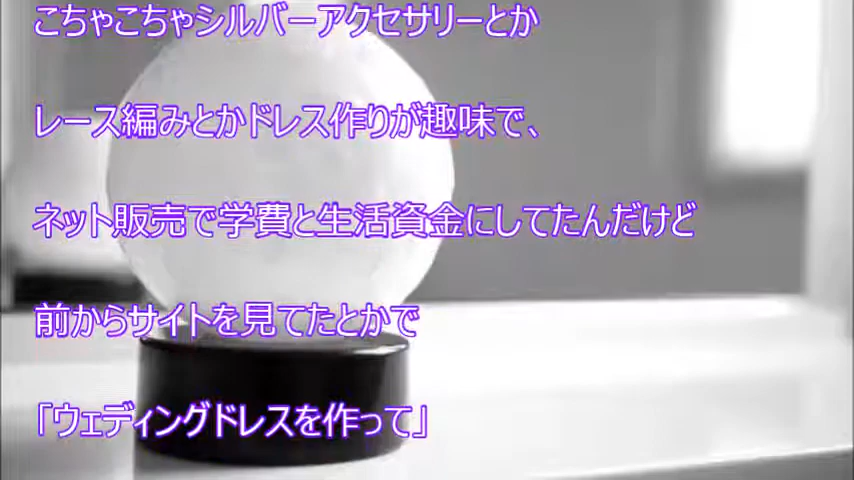 こちゃこちゃシルバーアクセサリーとか
レース編みとかドレス作りが趣味で、
ネット販売で学費と生活資金にしてたんだけど
前からサイトを見てたとかで
「ウェディングドレスを作って」